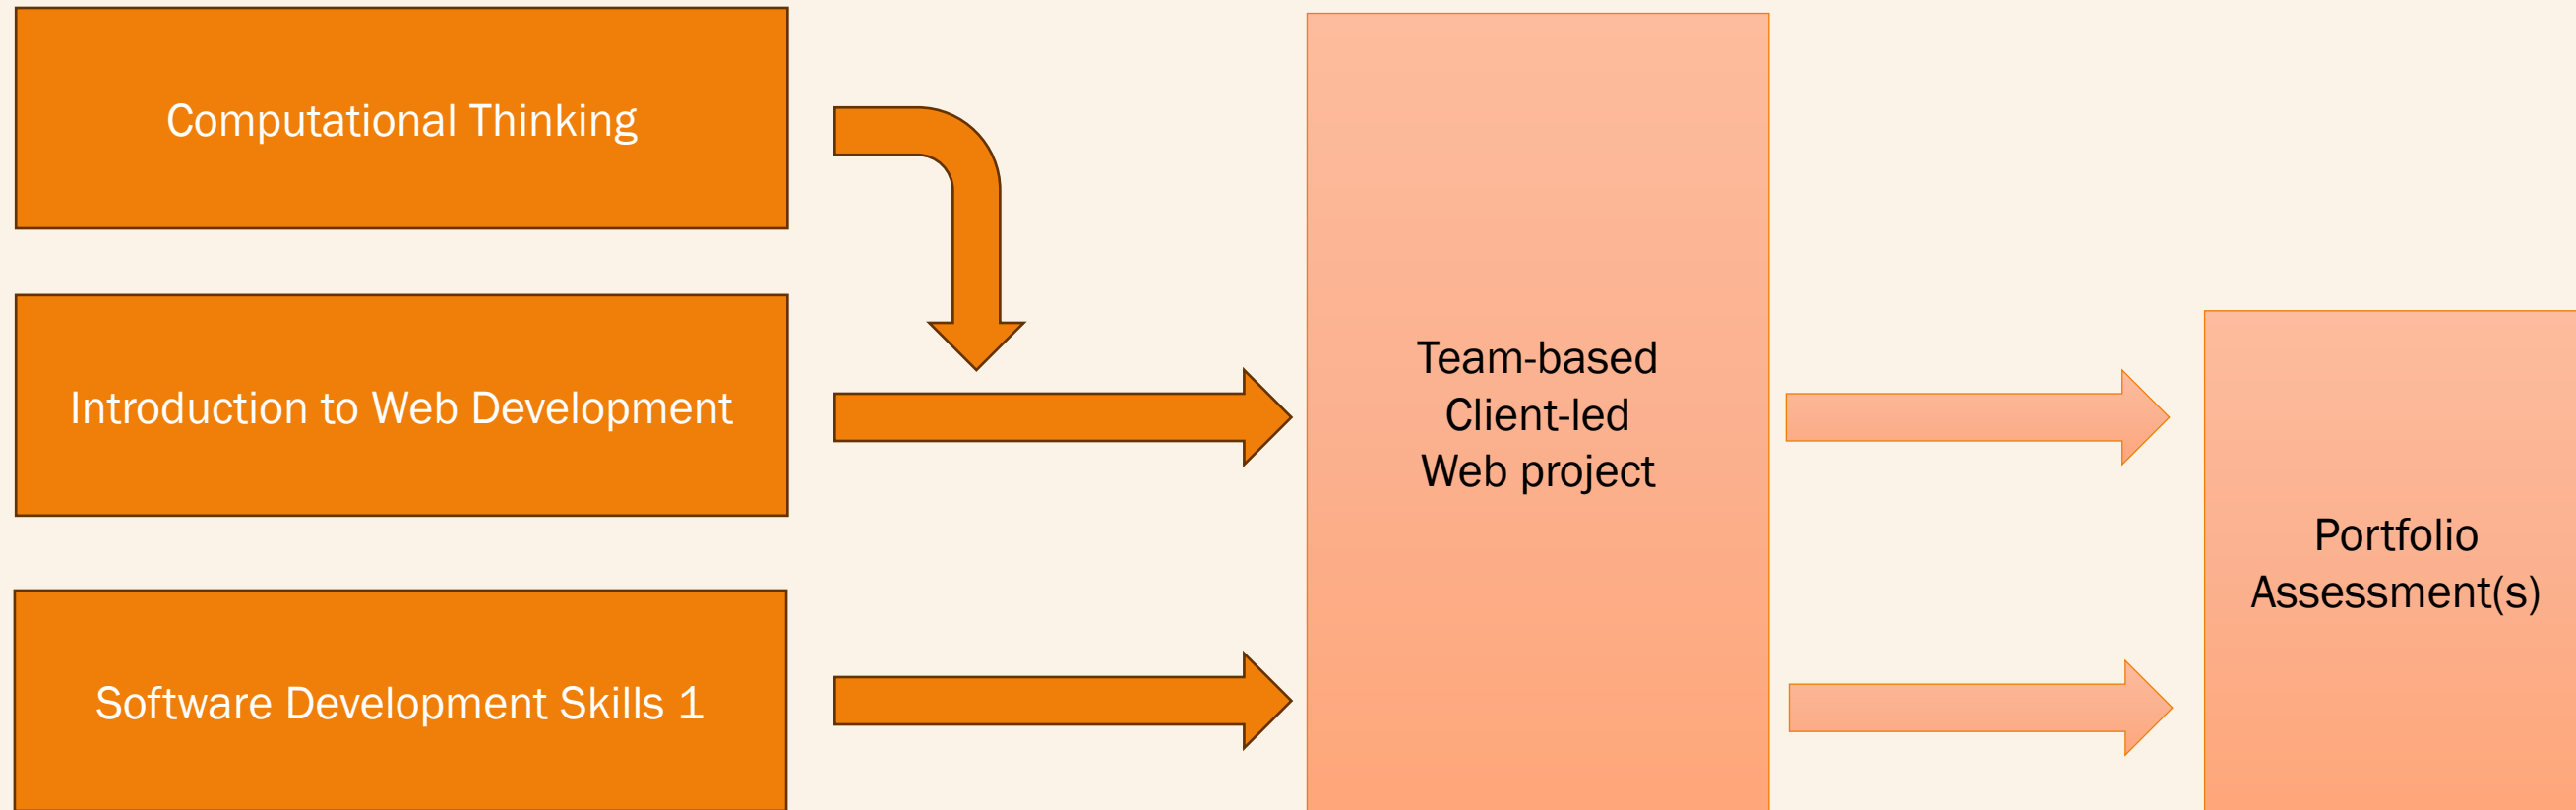 Computational Thinking
Introduction to Web Development
Software Development Skills 1
Team-based
Client-led
Web project
Portfolio
Assessment(s)